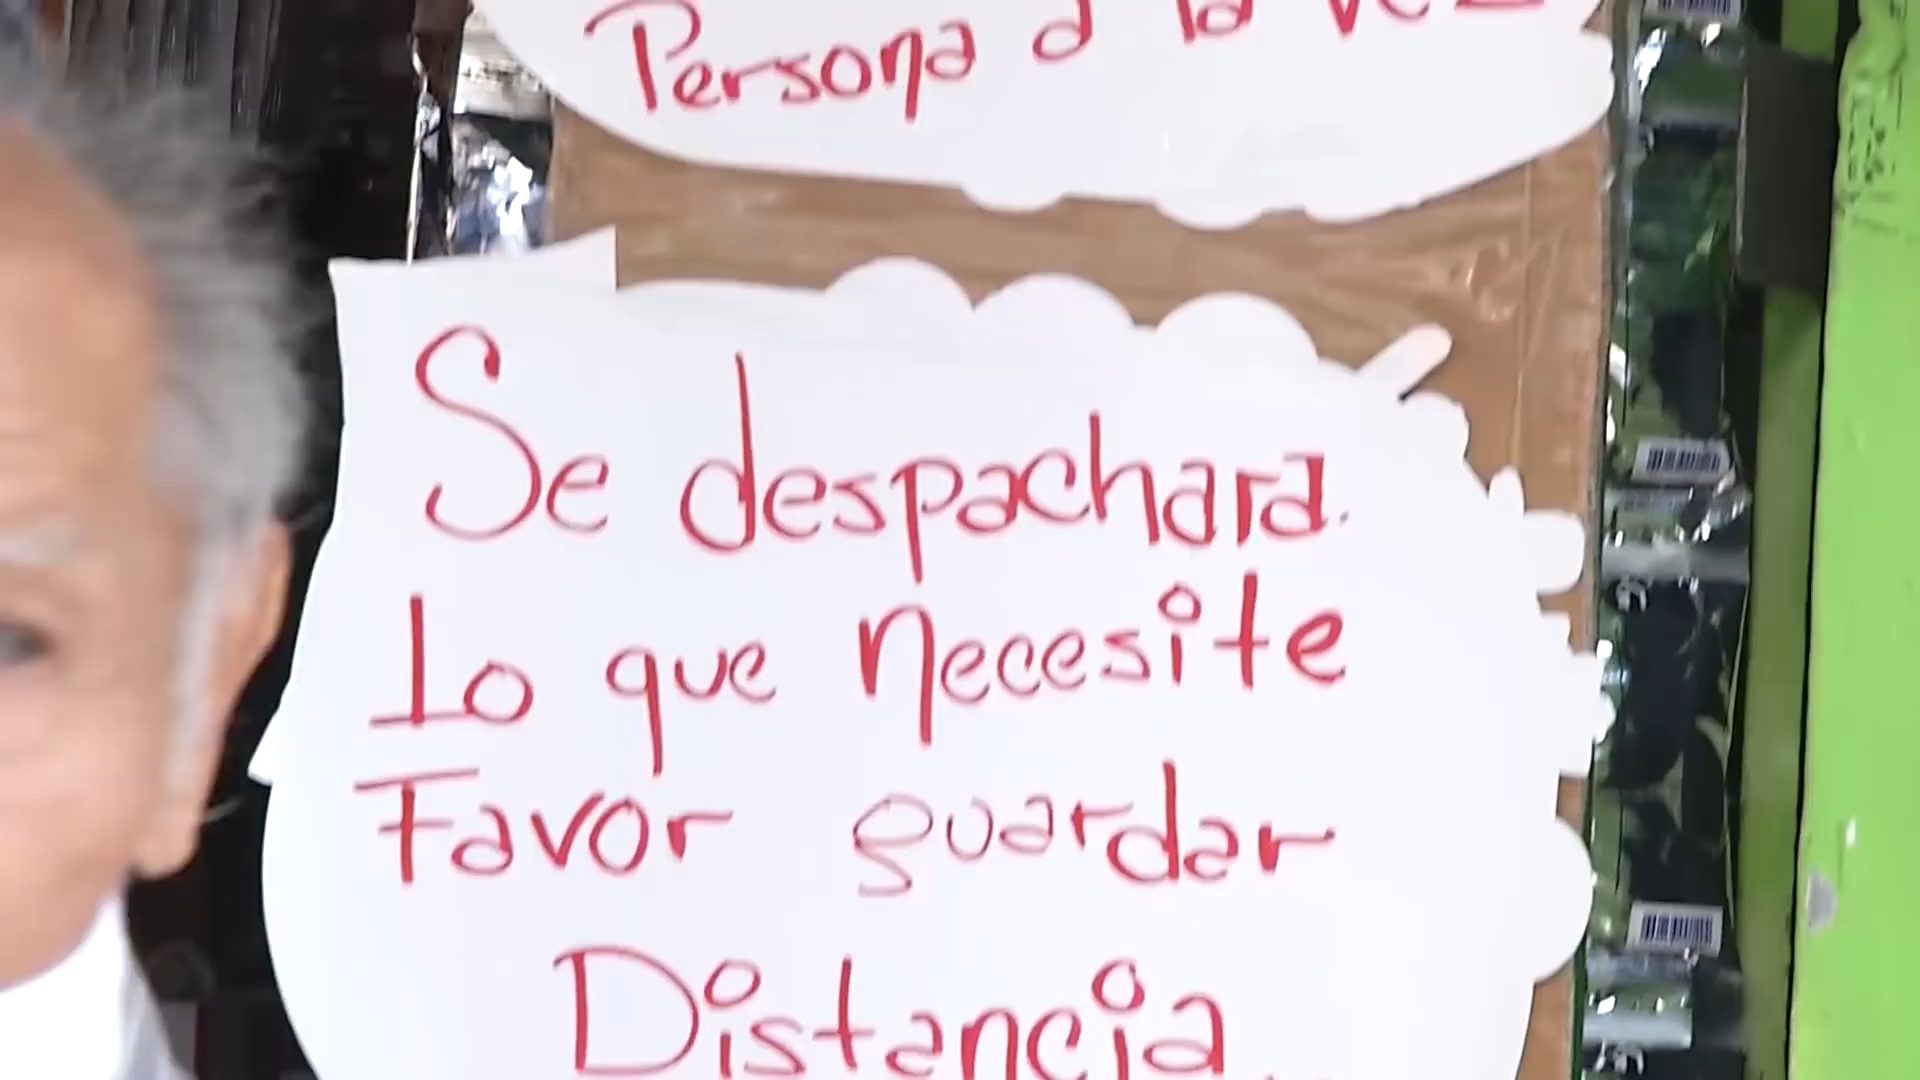 Persona a la vez
Se despachara.
Lo que necesite
Favor guardar
Distancia